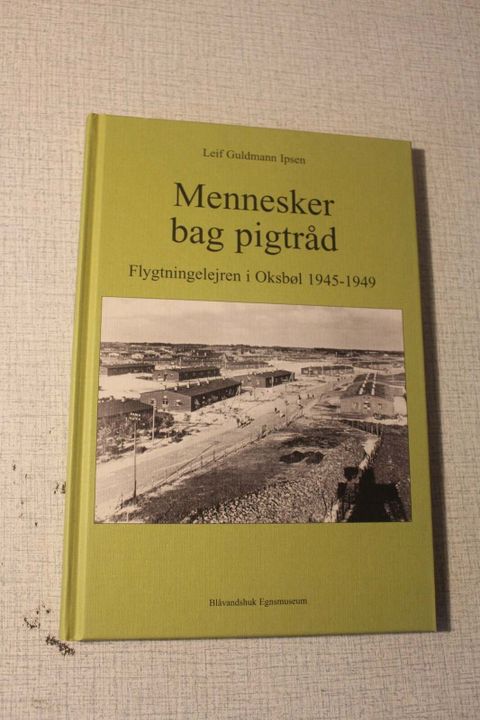 Leif Guldmann Ipsen
Mennesker
bag pigtråd
Flygtningelejren i Oksbøl 1945-1949
Blåvandshuk Egnsmuseum